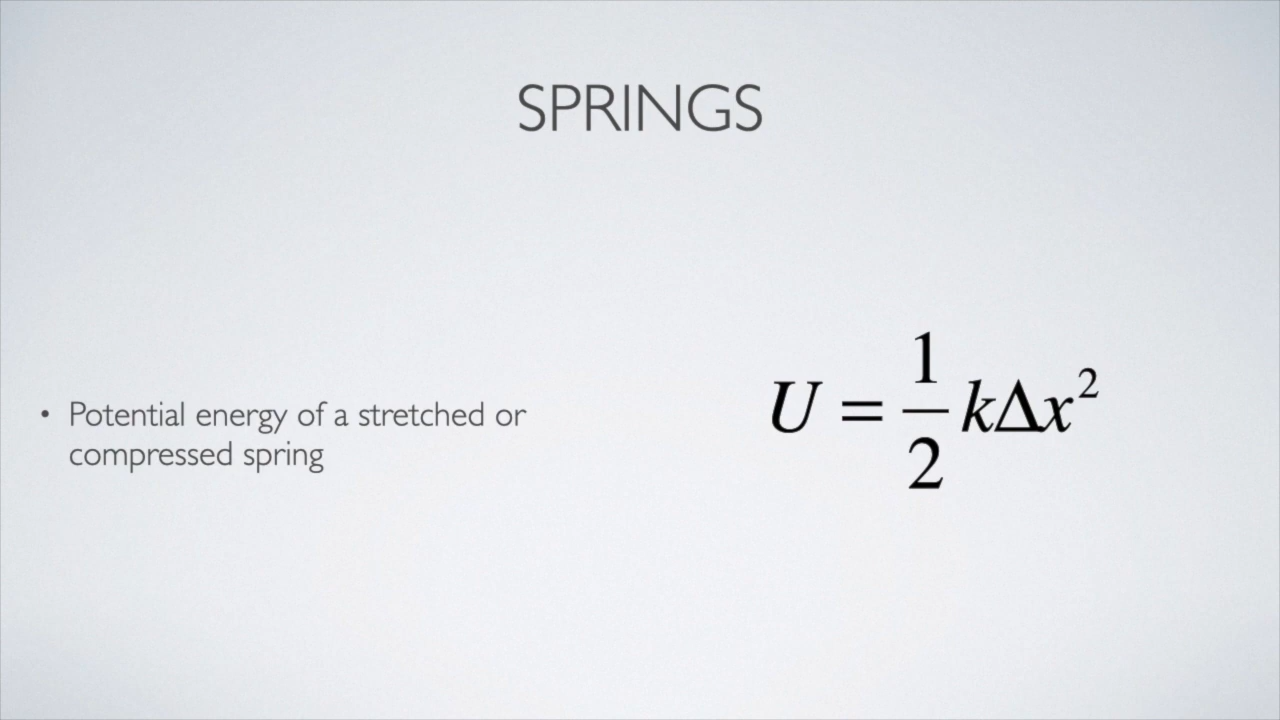 SPRINGS
• Potential energy of a stretched or
compressed spring
U = 1/2 kΔx²